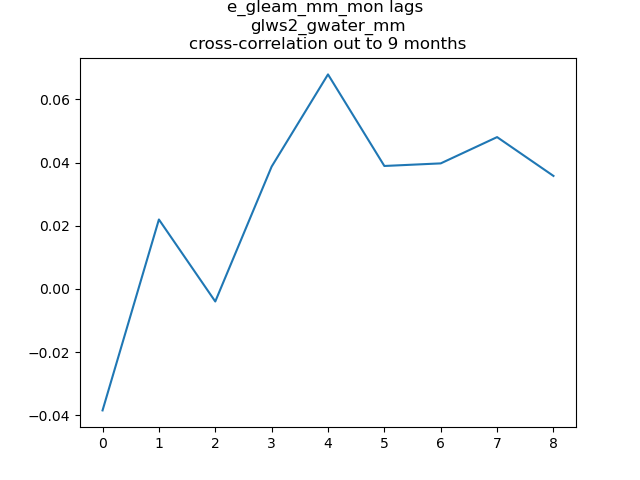 e_gleam_mm_mon lags
glws2_gwater_mm
cross-correlation out to 9 months
0.06
0.04
0.02
0.00
−0.02
−0.04
0 1 2 3 4 5 6 7 8